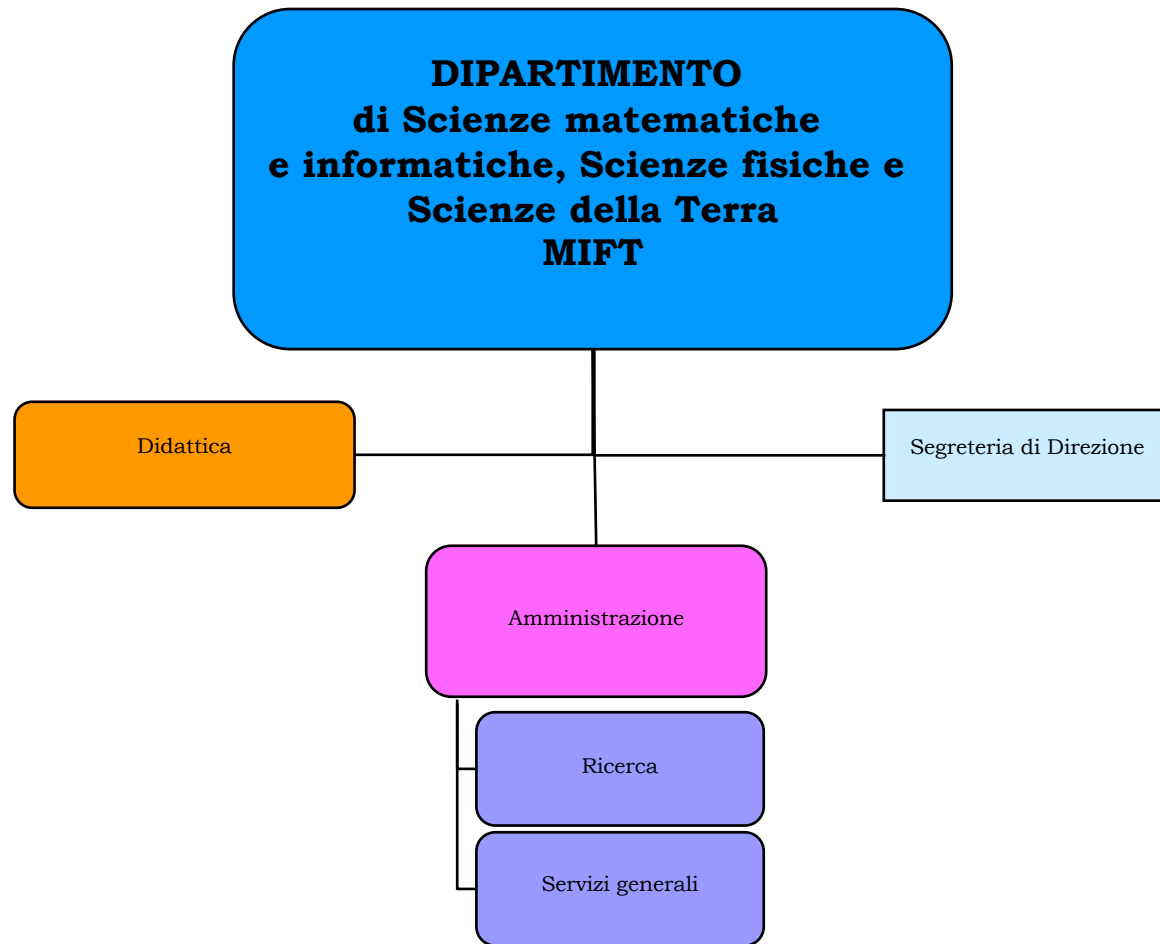 DIPARTIMENTO
di Scienze matematiche
e informatiche, Scienze fisiche e
Scienze della Terra
MIFT
Didattica
Segreteria di Direzione
Amministrazione
Ricerca
Servizi generali